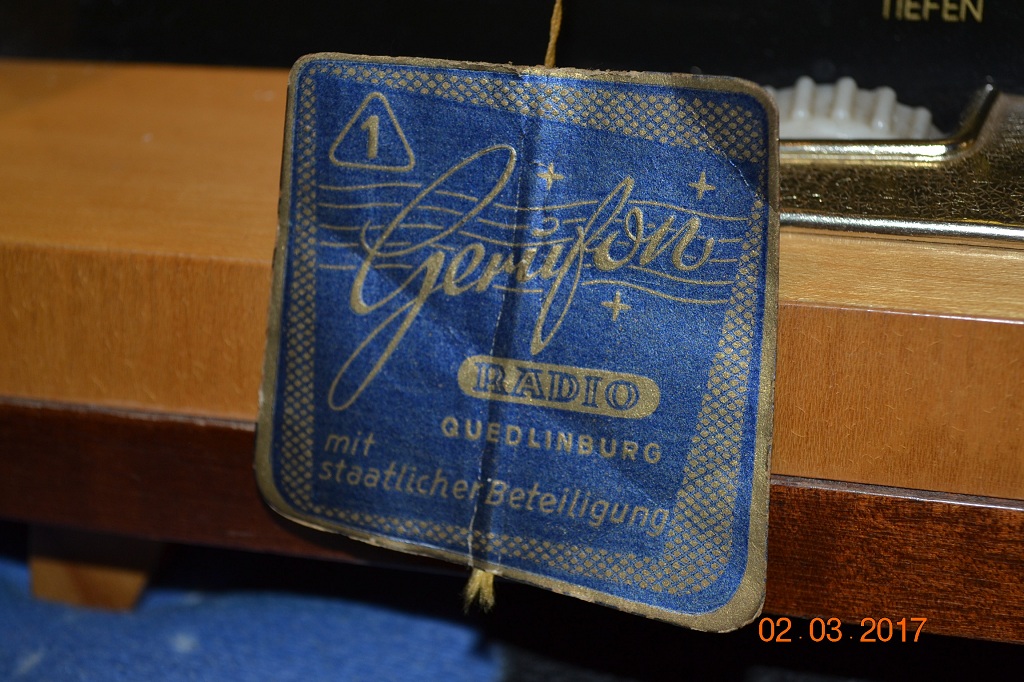 TIEFEN
1
Gerufon
RADIO
QUEDLINBURG
mit
staatlicher Beteiligung
02.03.2017